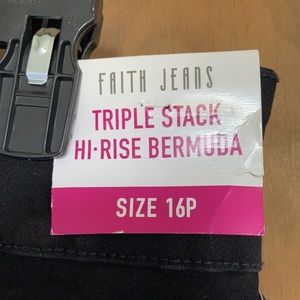 FAITH JEANS
TRIPLE STACK
HI·RISE BERMUDA
SIZE 16P